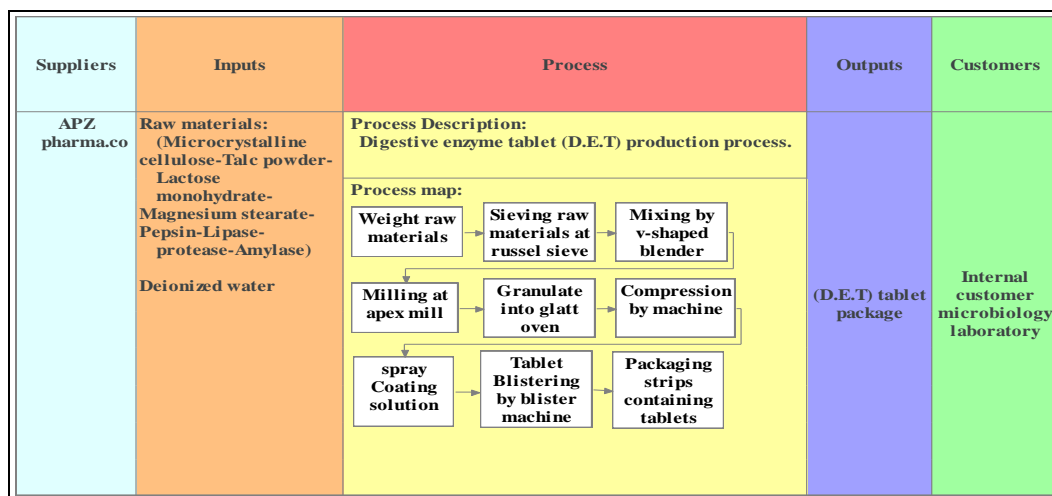 Suppliers
Inputs
Process
Outputs
Customers
APZ
pharma.co
Raw materials:
(Microcrystalline
cellulose-Talc powder-
Lactose
monohydrate-
Magnesium stearate-
Pepsin-Lipase-
protease-Amylase)
Deionized water
Process Description:
Digestive enzyme tablet (D.E.T) production process.
Process map:
Weight raw
materials
Sieving raw
materials at
russel sieve
Mixing by
v-shaped
blender
Milling at
apex mill
Granulate
into glatt
oven
Compression
by machine
spray
Coating
solution
Tablet
Blistering
by blister
machine
Packaging
strips
containing
tablets
(D.E.T) tablet
package
Internal
customer
microbiology
laboratory